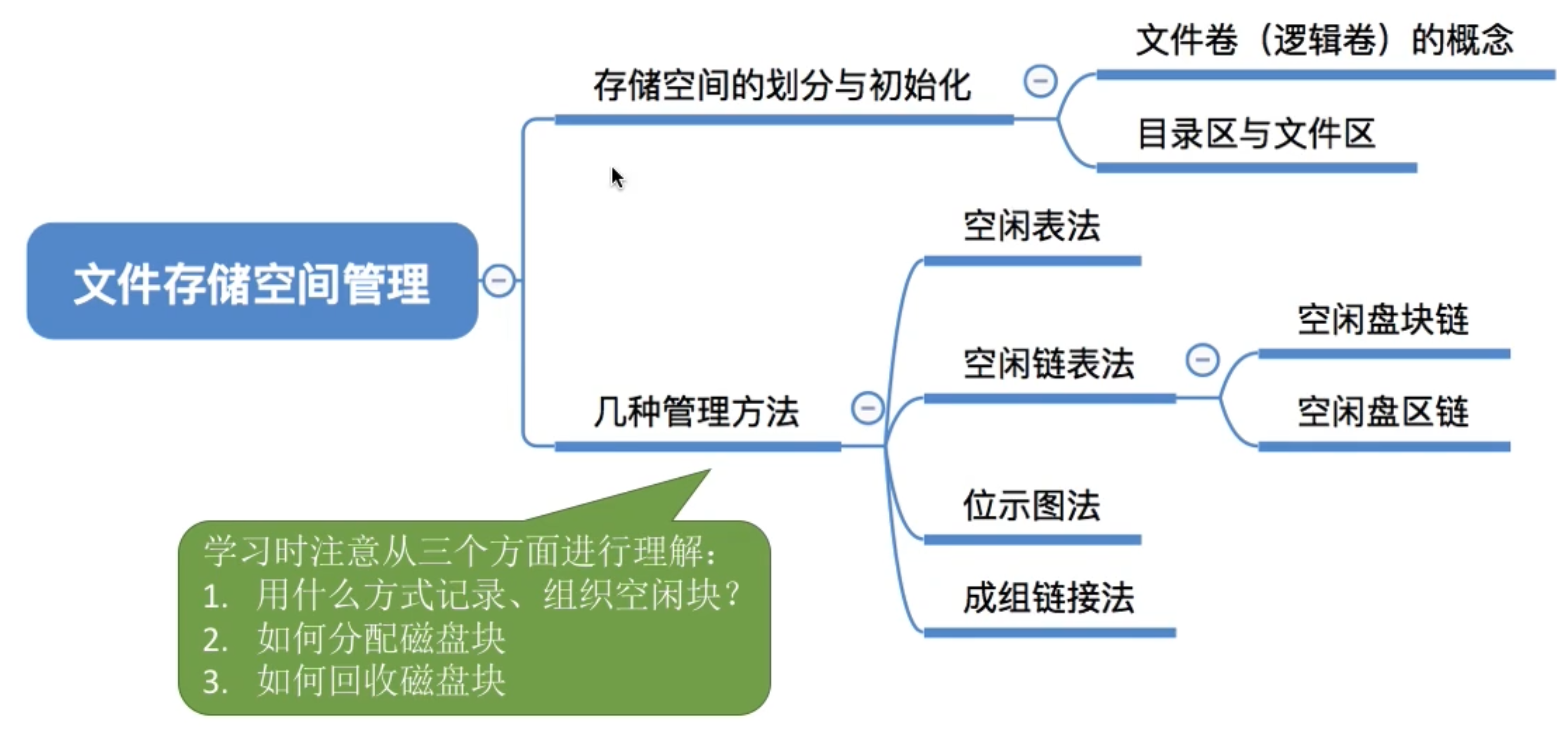 文件卷（逻辑卷）的概念
存储空间的划分与初始化
目录区与文件区
文件存储空间管理
空闲表法
空闲盘块链
空闲链表法
空闲盘区链
几种管理方法
位示图法
成组链接法
学习时注意从三个方面进行理解：
1. 用什么方式记录、组织空闲块？
2. 如何分配磁盘块
3. 如何回收磁盘块